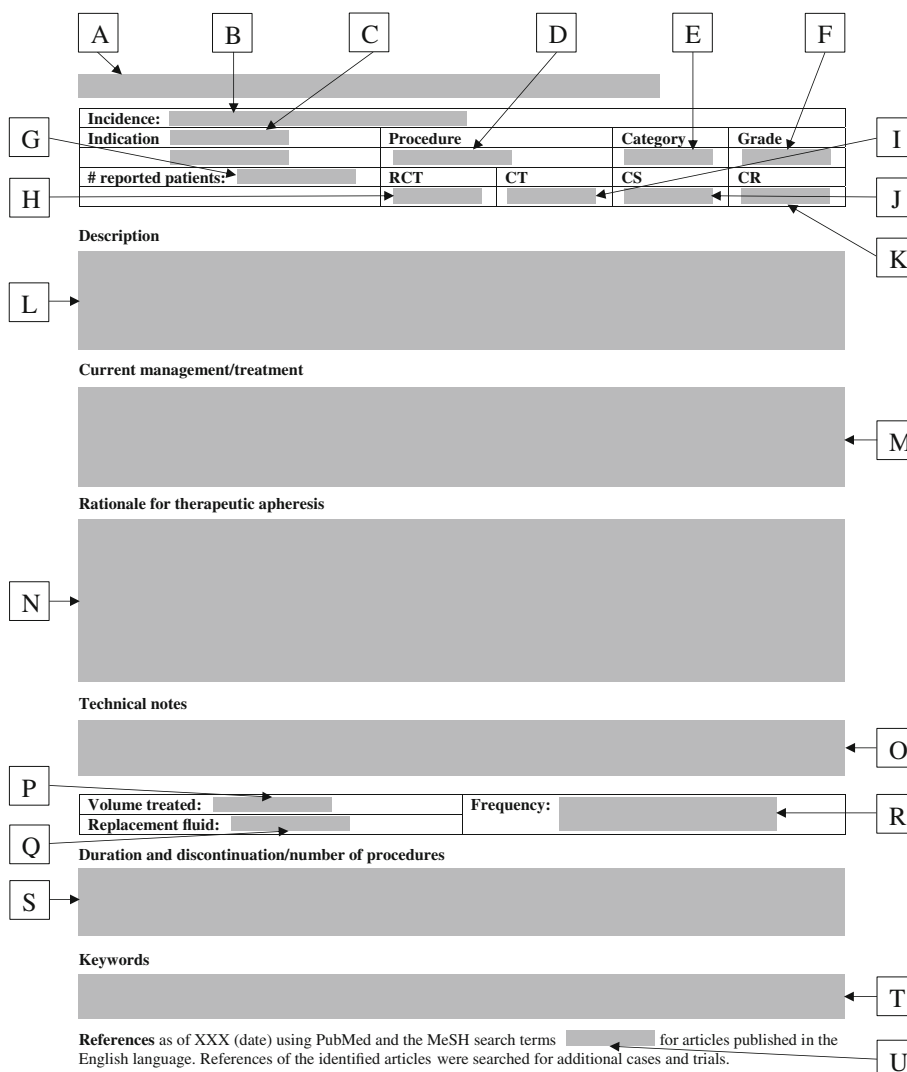 A B C D E F
Incidence:
G Indication Procedure Category Grade I
# reported patients: RCT CT CS CR
H J
Description
K
L
Current management/treatment
M
Rationale for therapeutic apheresis
N
Technical notes
O
P Volume treated: Frequency:
R
Replacement fluid:
Q Duration and discontinuation/number of procedures
S
Keywords
T
References as of XXX (date) using PubMed and the MeSH search terms for articles published in the
English language. References of the identified articles were searched for additional cases and trials.
U